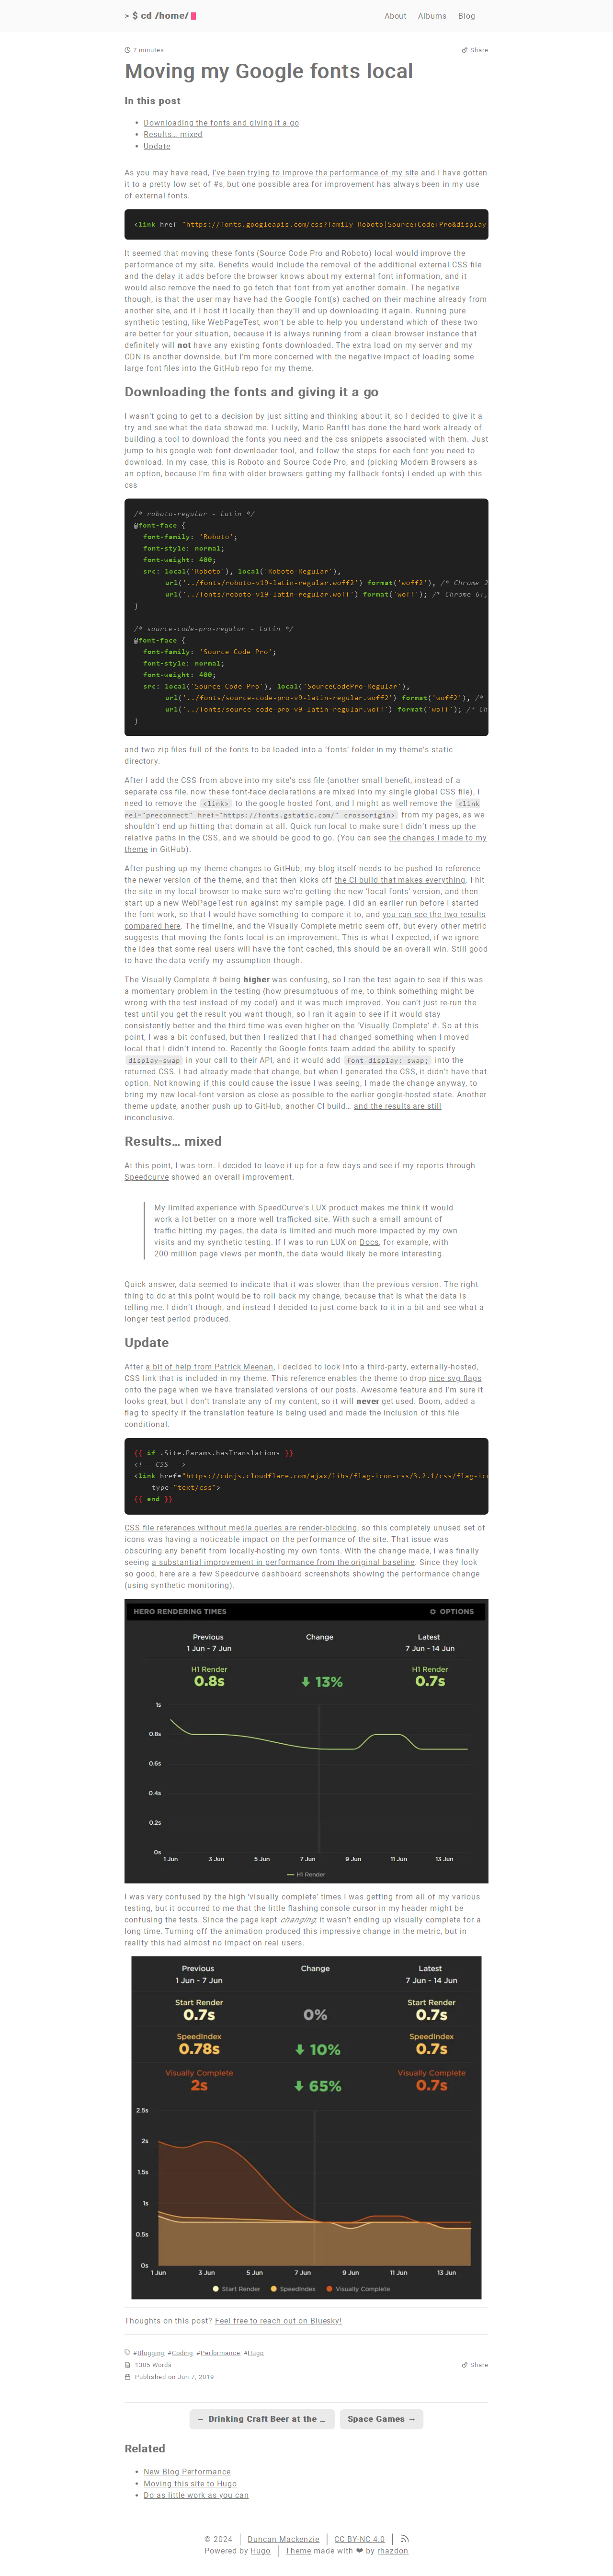 > $ cd /home/
About Albums Blog
7 minutes
Share
Moving my Google fonts local
In this post
Downloading the fonts and giving it a go
Results… mixed
Update
As you may have read, I've been trying to improve the performance of my site and I have gotten
it to a pretty low set of #s, but one possible area for improvement has always been in my use
of external fonts.
<link href="https://fonts.googleapis.com/css?family=Roboto|Source+Code+Pro&display=
It seemed that moving these fonts (Source Code Pro and Roboto) local would improve the
performance of my site. Benefits would include the removal of the additional external CSS file
and the delay it adds before the browser knows about my external font information, and it
would also remove the need to go fetch that font from yet another domain. The negative
though, is that the user may have had the Google font(s) cached on their machine already from
another site, and if I host it locally then they'll end up downloading it again. Running pure
synthetic testing, like WebPageTest, won't be able to help you understand which of these two
are better for your situation, because it is always running from a clean browser instance that
definitely will not have any existing fonts downloaded. The extra load on my server and my
CDN is another downside, but I'm more concerned with the negative impact of loading some
large font files into the GitHub repo for my theme.
Downloading the fonts and giving it a go
I wasn't going to get to a decision by just sitting and thinking about it, so I decided to give it a
try and see what the data showed me. Luckily, Mario Ranftl has done the hard work already of
building a tool to download the fonts you need and the css snippets associated with them. Just
jump to his google web font downloader tool, and follow the steps for each font you need to
download. In my case, this is Roboto and Source Code Pro, and (picking Modern Browsers as
an option, because I'm fine with older browsers getting my fallback fonts) I ended up with this
css
/* roboto-regular - latin */
@font-face {
font-family: 'Roboto';
font-style: normal;
font-weight: 400;
src: local('Roboto'), local('Roboto-Regular'),
url('../fonts/roboto-v19-latin-regular.woff2') format('woff2'), /* Chrome 2
url('../fonts/roboto-v19-latin-regular.woff') format('woff'); /* Chrome 6+,
}
/* source-code-pro-regular - latin */
@font-face {
font-family: 'Source Code Pro';
font-style: normal;
font-weight: 400;
src: local('Source Code Pro'), local('SourceCodePro-Regular'),
url('../fonts/source-code-pro-v9-latin-regular.woff2') format('woff2'), /*
url('../fonts/source-code-pro-v9-latin-regular.woff') format('woff'); /* Ch
}
and two zip files full of the fonts to be loaded into a 'fonts' folder in my theme's static
directory.
After I add the CSS from above into my site's css file (another small benefit, instead of a
separate css file, now these font-face declarations are mixed into my single global CSS file), I
need to remove the <link> to the google hosted font, and I might as well remove the <link
rel="preconnect" href="https://fonts.gstatic.com/" crossorigin> from my pages, as we
shouldn't end up hitting that domain at all. Quick run local to make sure I didn't mess up the
relative paths in the CSS, and we should be good to go. (You can see the changes I made to my
theme in GitHub).
After pushing up my theme changes to GitHub, my blog itself needs to be pushed to reference
the newer version of the theme, and that then kicks off the CI build that makes everything. I hit
the site in my local browser to make sure we're getting the new 'local fonts' version, and then
start up a new WebPageTest run against my sample page. I did an earlier run before I started
the font work, so that I would have something to compare it to, and you can see the two results
compared here. The timeline, and the Visually Complete metric seem off, but every other metric
suggests that moving the fonts local is an improvement. This is what I expected, if we ignore
the idea that some real users will have the font cached, this should be an overall win. Still good
to have the data verify my assumption though.
The Visually Complete # being higher was confusing, so I ran the test again to see if this was
a momentary problem in the testing (how presumptuous of me, to think something might be
wrong with the test instead of my code!) and it was much improved. You can't just re-run the
test until you get the result you want though, so I ran it again to see if it would stay
consistently better and the third time was even higher on the 'Visually Complete' #. So at this
point, I was a bit confused, but then I realized that I had changed something when I moved
local that I didn't intend to. Recently the Google fonts team added the ability to specify
display=swap in your call to their API, and it would add font-display: swap; into the
returned CSS. I had already made that change, but when I generated the CSS, it didn't have that
option. Not knowing if this could cause the issue I was seeing, I made the change anyway, to
bring my new local-font version as close as possible to the earlier google-hosted state. Another
theme update, another push up to GitHub, another CI build… and the results are still
inconclusive.
Results… mixed
At this point, I was torn. I decided to leave it up for a few days and see if my reports through
Speedcurve showed an overall improvement.
My limited experience with SpeedCurve's LUX product makes me think it would
work a lot better on a more well trafficked site. With such a small amount of
traffic hitting my pages, the data is limited and much more impacted by my own
visits and my synthetic testing. If I was to run LUX on Docs, for example, with
200 million page views per month, the data would likely be more interesting.
Quick answer, data seemed to indicate that it was slower than the previous version. The right
thing to do at this point would be to roll back my change, because that is what the data is
telling me. I didn't though, and instead I decided to just come back to it in a bit and see what a
longer test period produced.
Update
After a bit of help from Patrick Meenan, I decided to look into a third-party, externally-hosted,
CSS link that is included in my theme. This reference enables the theme to drop nice svg flags
onto the page when we have translated versions of our posts. Awesome feature and I'm sure it
looks great, but I don't translate any of my content, so it will never get used. Boom, added a
flag to specify if the translation feature is being used and made the inclusion of this file
conditional.
{{ if .Site.Params.hasTranslations }}
<!-- CSS -->
<link href="https://cdnjs.cloudflare.com/ajax/libs/flag-icon-css/3.2.1/css/flag-ico
type="text/css">
{{ end }}
CSS file references without media queries are render-blocking, so this completely unused set of
icons was having a noticeable impact on the performance of the site. That issue was
obscuring any benefit from locally-hosting my own fonts. With the change made, I was finally
seeing a substantial improvement in performance from the original baseline. Since they look
so good, here are a few Speedcurve dashboard screenshots showing the performance change
(using synthetic monitoring).
HERO RENDERING TIMES
OPTIONS
Previous Change Latest
1 Jun - 7 Jun 7 Jun - 14 Jun
H1 Render H1 Render
0.8s 13% 0.7s
1s
0.8s
0.6s
0.4s
0.2s
0s
1 Jun 3 Jun 5 Jun 7 Jun 9 Jun 11 Jun 13 Jun
H1 Render
I was very confused by the high 'visually complete' times I was getting from all of my various
testing, but it occurred to me that the little flashing console cursor in my header might be
confusing the tests. Since the page kept changing, it wasn't ending up visually complete for a
long time. Turning off the animation produced this impressive change in the metric, but in
reality this had almost no impact on real users.
Previous Change Latest
1 Jun - 7 Jun 7 Jun - 14 Jun
Start Render Start Render
0.7s 0% 0.7s
SpeedIndex SpeedIndex
0.78s 10% 0.7s
Visually Complete Visually Complete
2s 65% 0.7s
2.5s
2s
1.5s
1s
0.5s
0s
1 Jun 3 Jun 5 Jun 7 Jun 9 Jun 11 Jun 13 Jun
Start Render SpeedIndex Visually Complete
Thoughts on this post? Feel free to reach out on Bluesky!
#Blogging #Coding #Performance #Hugo
1305 Words
Share
Published on Jun 7, 2019
← Drinking Craft Beer at the …
Space Games →
Related
New Blog Performance
Moving this site to Hugo
Do as little work as you can
© 2024 Duncan Mackenzie CC BY-NC 4.0
Powered by Hugo Theme made with ❤ by rhazdon